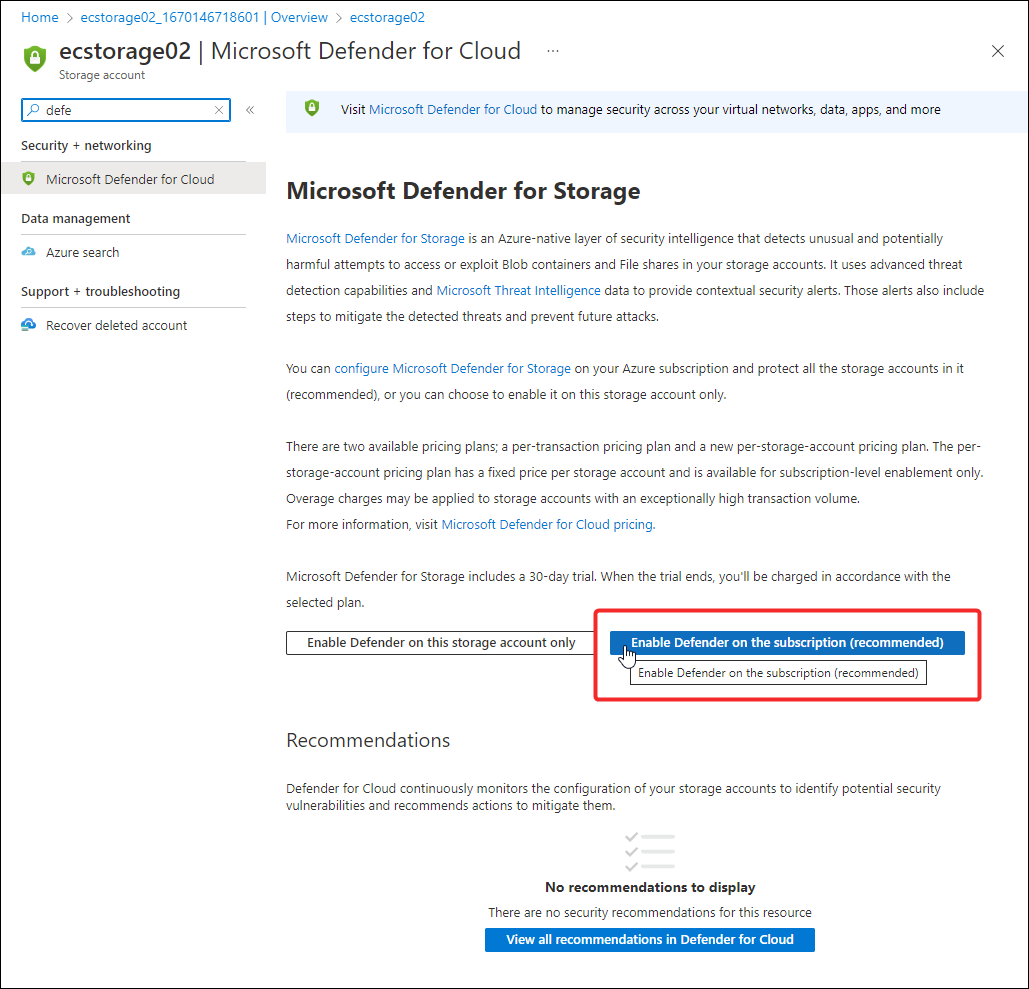 Home > ecstorage02_1670146718601 | Overview > ecstorage02
ecstorage02 | Microsoft Defender for Cloud ...
Storage account
defe
Security + networking
Microsoft Defender for Cloud
Data management
Azure search
Support + troubleshooting
Recover deleted account
Visit Microsoft Defender for Cloud to manage security across your virtual networks, data, apps, and more
Microsoft Defender for Storage
Microsoft Defender for Storage is an Azure-native layer of security intelligence that detects unusual and potentially
harmful attempts to access or exploit Blob containers and File shares in your storage accounts. It uses advanced threat
detection capabilities and Microsoft Threat Intelligence data to provide contextual security alerts. Those alerts also include
steps to mitigate the detected threats and prevent future attacks.
You can configure Microsoft Defender for Storage on your Azure subscription and protect all the storage accounts in it
(recommended), or you can choose to enable it on this storage account only.
There are two available pricing plans; a per-transaction pricing plan and a new per-storage-account pricing plan. The per-
storage-account pricing plan has a fixed price per storage account and is available for subscription-level enablement only.
Overage charges may be applied to storage accounts with an exceptionally high transaction volume.
For more information, visit Microsoft Defender for Cloud pricing.
Microsoft Defender for Storage includes a 30-day trial. When the trial ends, you'll be charged in accordance with the
selected plan.
Enable Defender on this storage account only
Enable Defender on the subscription (recommended)
Enable Defender on the subscription (recommended)
Recommendations
Defender for Cloud continuously monitors the configuration of your storage accounts to identify potential security
vulnerabilities and recommends actions to mitigate them.
No recommendations to display
There are no security recommendations for this resource
View all recommendations in Defender for Cloud